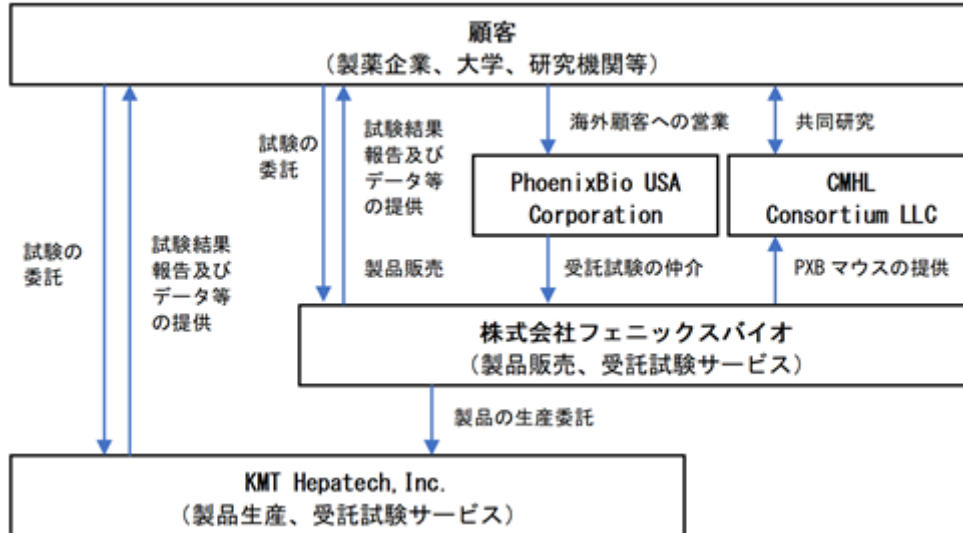 顧客
(製薬企業、大学、研究機関等)
試験の
委託
試験結果
報告及び
データ等
の提供
試験の
委託
試験結果
報告及び
データ等
の提供
製品販売
海外顧客への営業
共同研究
PhoenixBio USA
Corporation
CMHL
Consortium LLC
受託試験の仲介
PXB マウスの提供
株式会社フェニックスバイオ
(製品販売、受託試験サービス)
製品の生産委託
KMT Hepatech, Inc.
(製品生産、受託試験サービス)